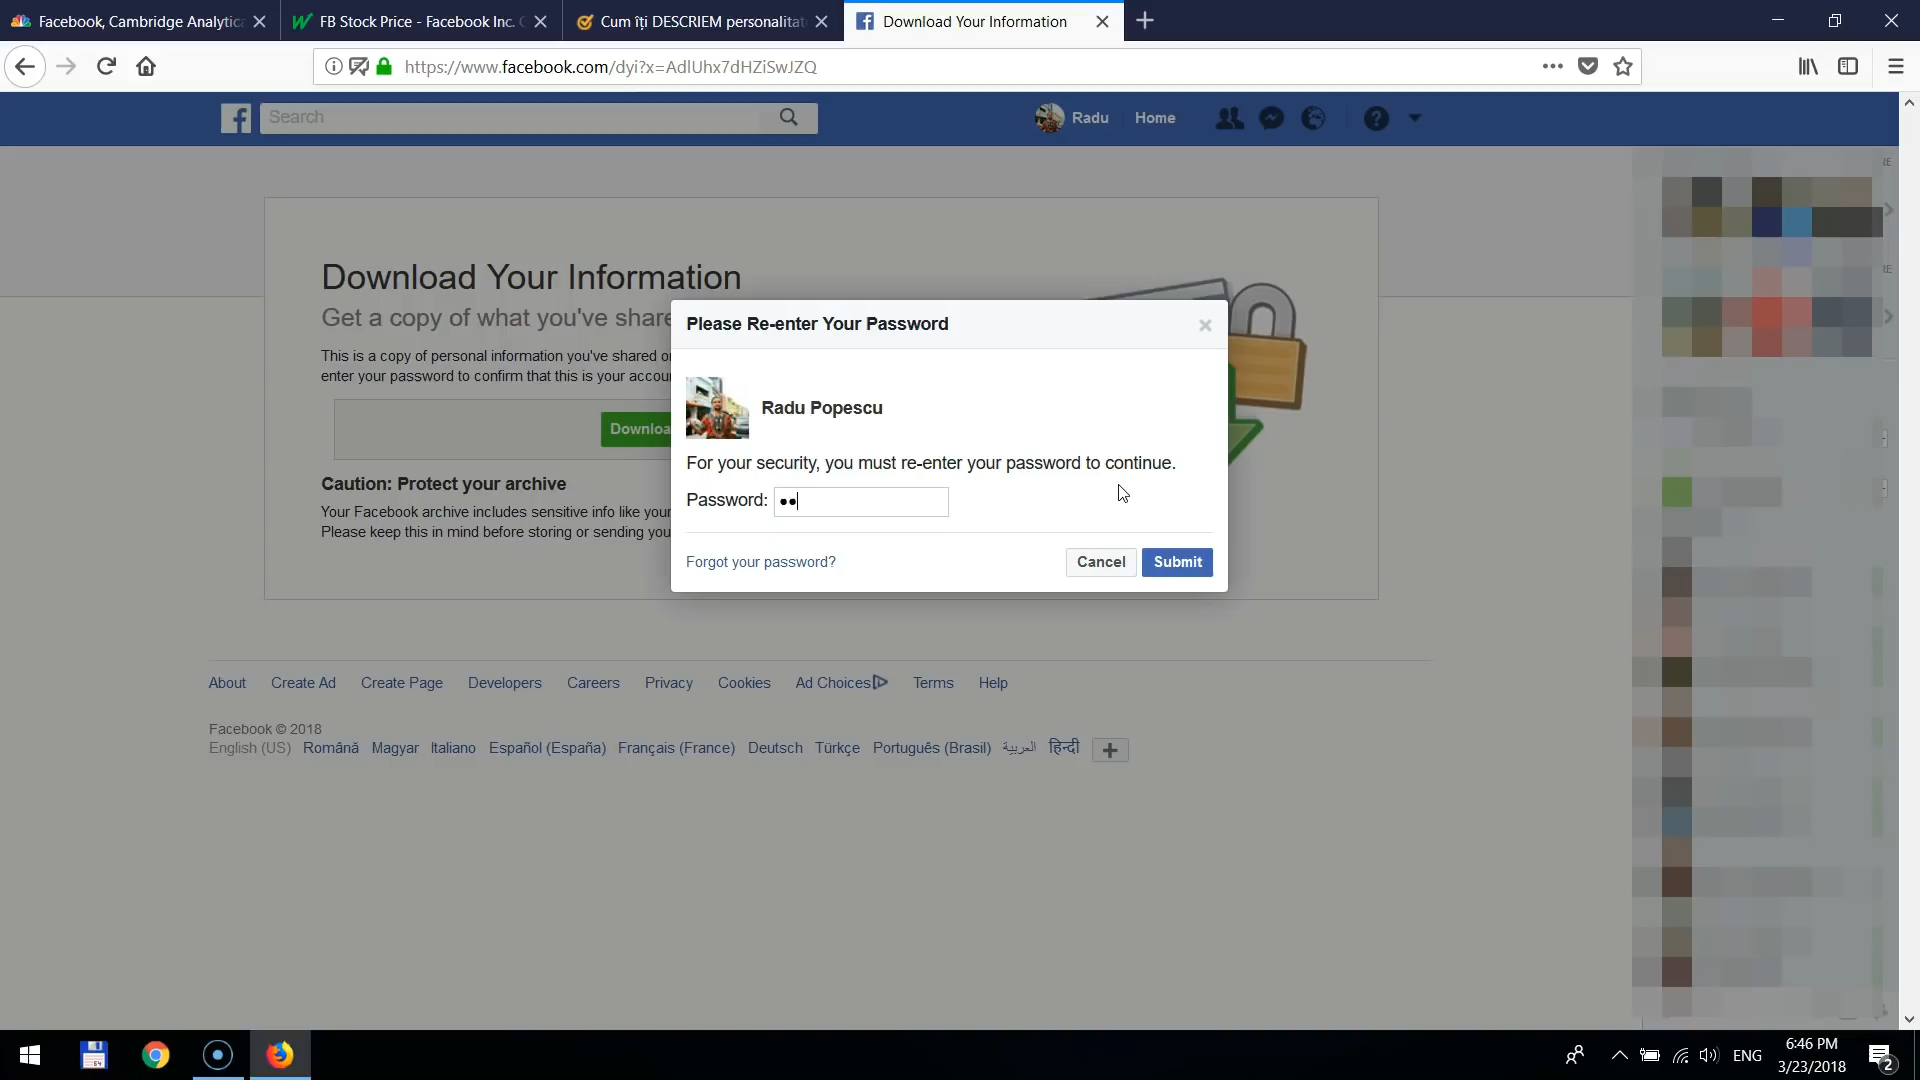 Facebook, Cambridge Analytica
FB Stock Price - Facebook Inc.
Cum îți DESCRIEM personalitat
Download Your Information
https://www.facebook.com/dyi?x=AdlUhx7dHZiSwJZQ
Search
Radu
Home
Download Your Information
Get a copy of what you've share
This is a copy of personal information you've shared
enter your password to confirm that this is your
Downloa
Caution: Protect your archive
Your Facebook archive includes sensitive info like
Please keep this in mind before storing or sending
Please Re-enter Your Password
Radu Popescu
For your security, you must re-enter your password to continue.
Password: ●●
Forgot your password?
Cancel
Submit
About Create Ad Create Page Developers Careers Privacy Cookies Ad Choices Terms Help
Facebook © 2018
English (US) Română Magyar Italiano Español (España) Français (France) Deutsch Türkçe Português (Brasil) العربية हिन्दी
64
ENG
6:46 PM
3/23/2018
2